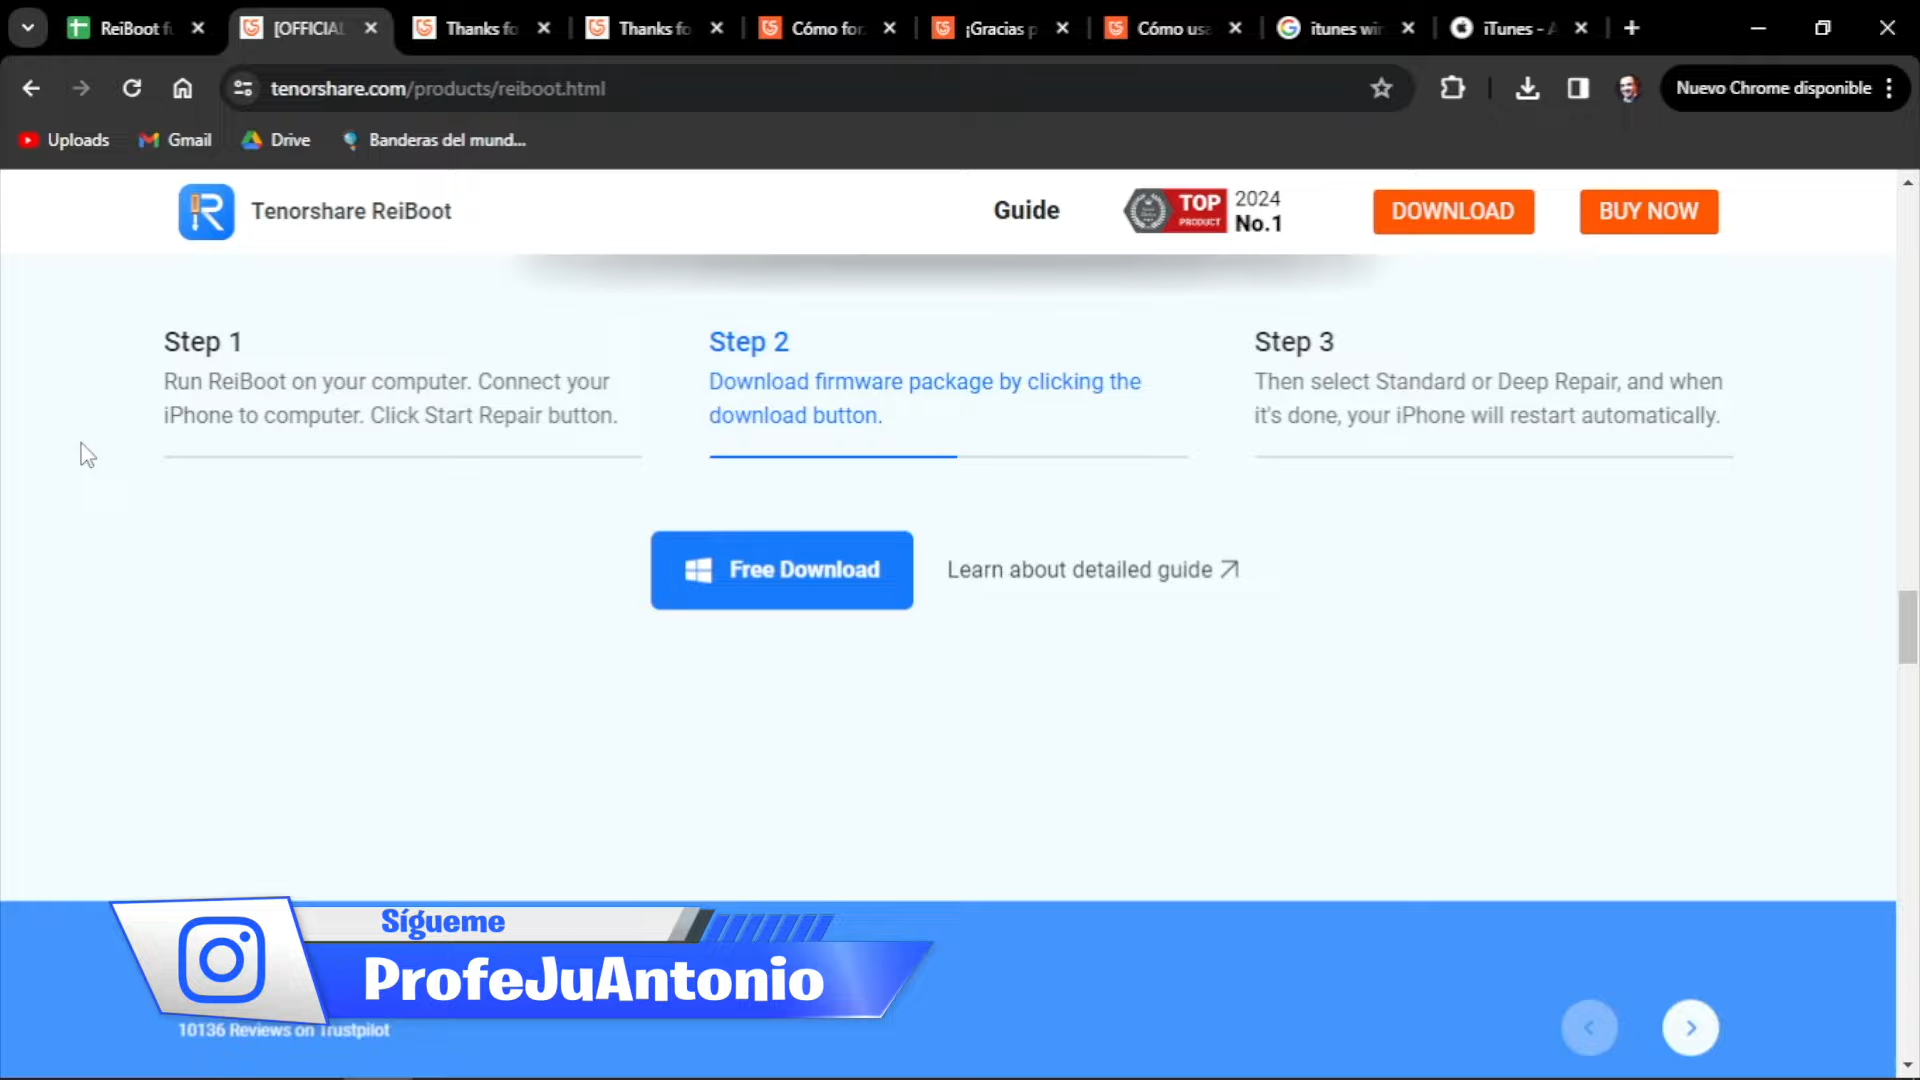 ReiBoot fu
[OFFICIAL
Thanks fo
Thanks fo
Cómo for
¡Gracias p
Cómo usa
itunes win
iTunes - A
tenorshare.com/products/reiboot.html
Nuevo Chrome disponible
Uploads
Gmail
Drive
Banderas del mund...
Tenorshare ReiBoot
Guide
TOP
PRODUCT
2024
No.1
DOWNLOAD
BUY NOW
Step 1
Run ReiBoot on your computer. Connect your
iPhone to computer. Click Start Repair button.
Step 2
Download firmware package by clicking the
download button.
Step 3
Then select Standard or Deep Repair, and when
it's done, your iPhone will restart automatically.
Free Download
Learn about detailed guide
Sígueme
ProfeJuAntonio
10136 Reviews on Trustpilot